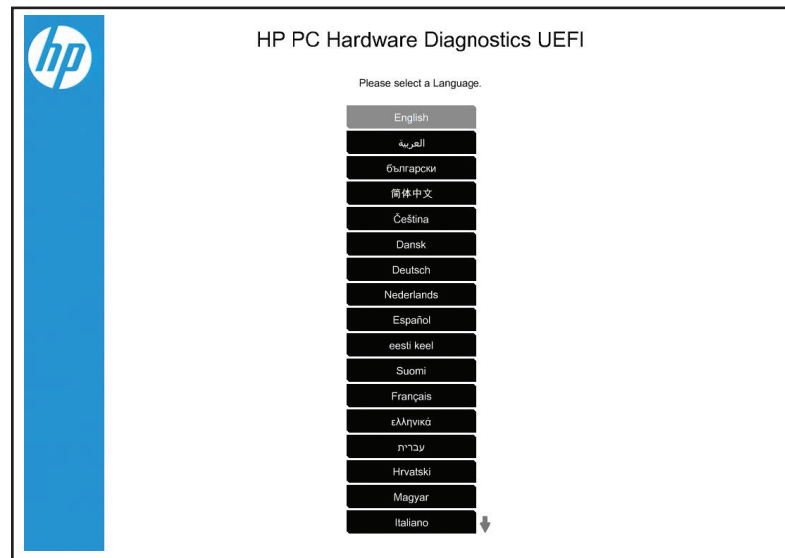 hp
HP PC Hardware Diagnostics UEFI
Please select a Language.
English
العربية
български
简体中文
Čeština
Dansk
Deutsch
Nederlands
Español
eesti keel
Suomi
Français
ελληνικά
עברית
Hrvatski
Magyar
Italiano